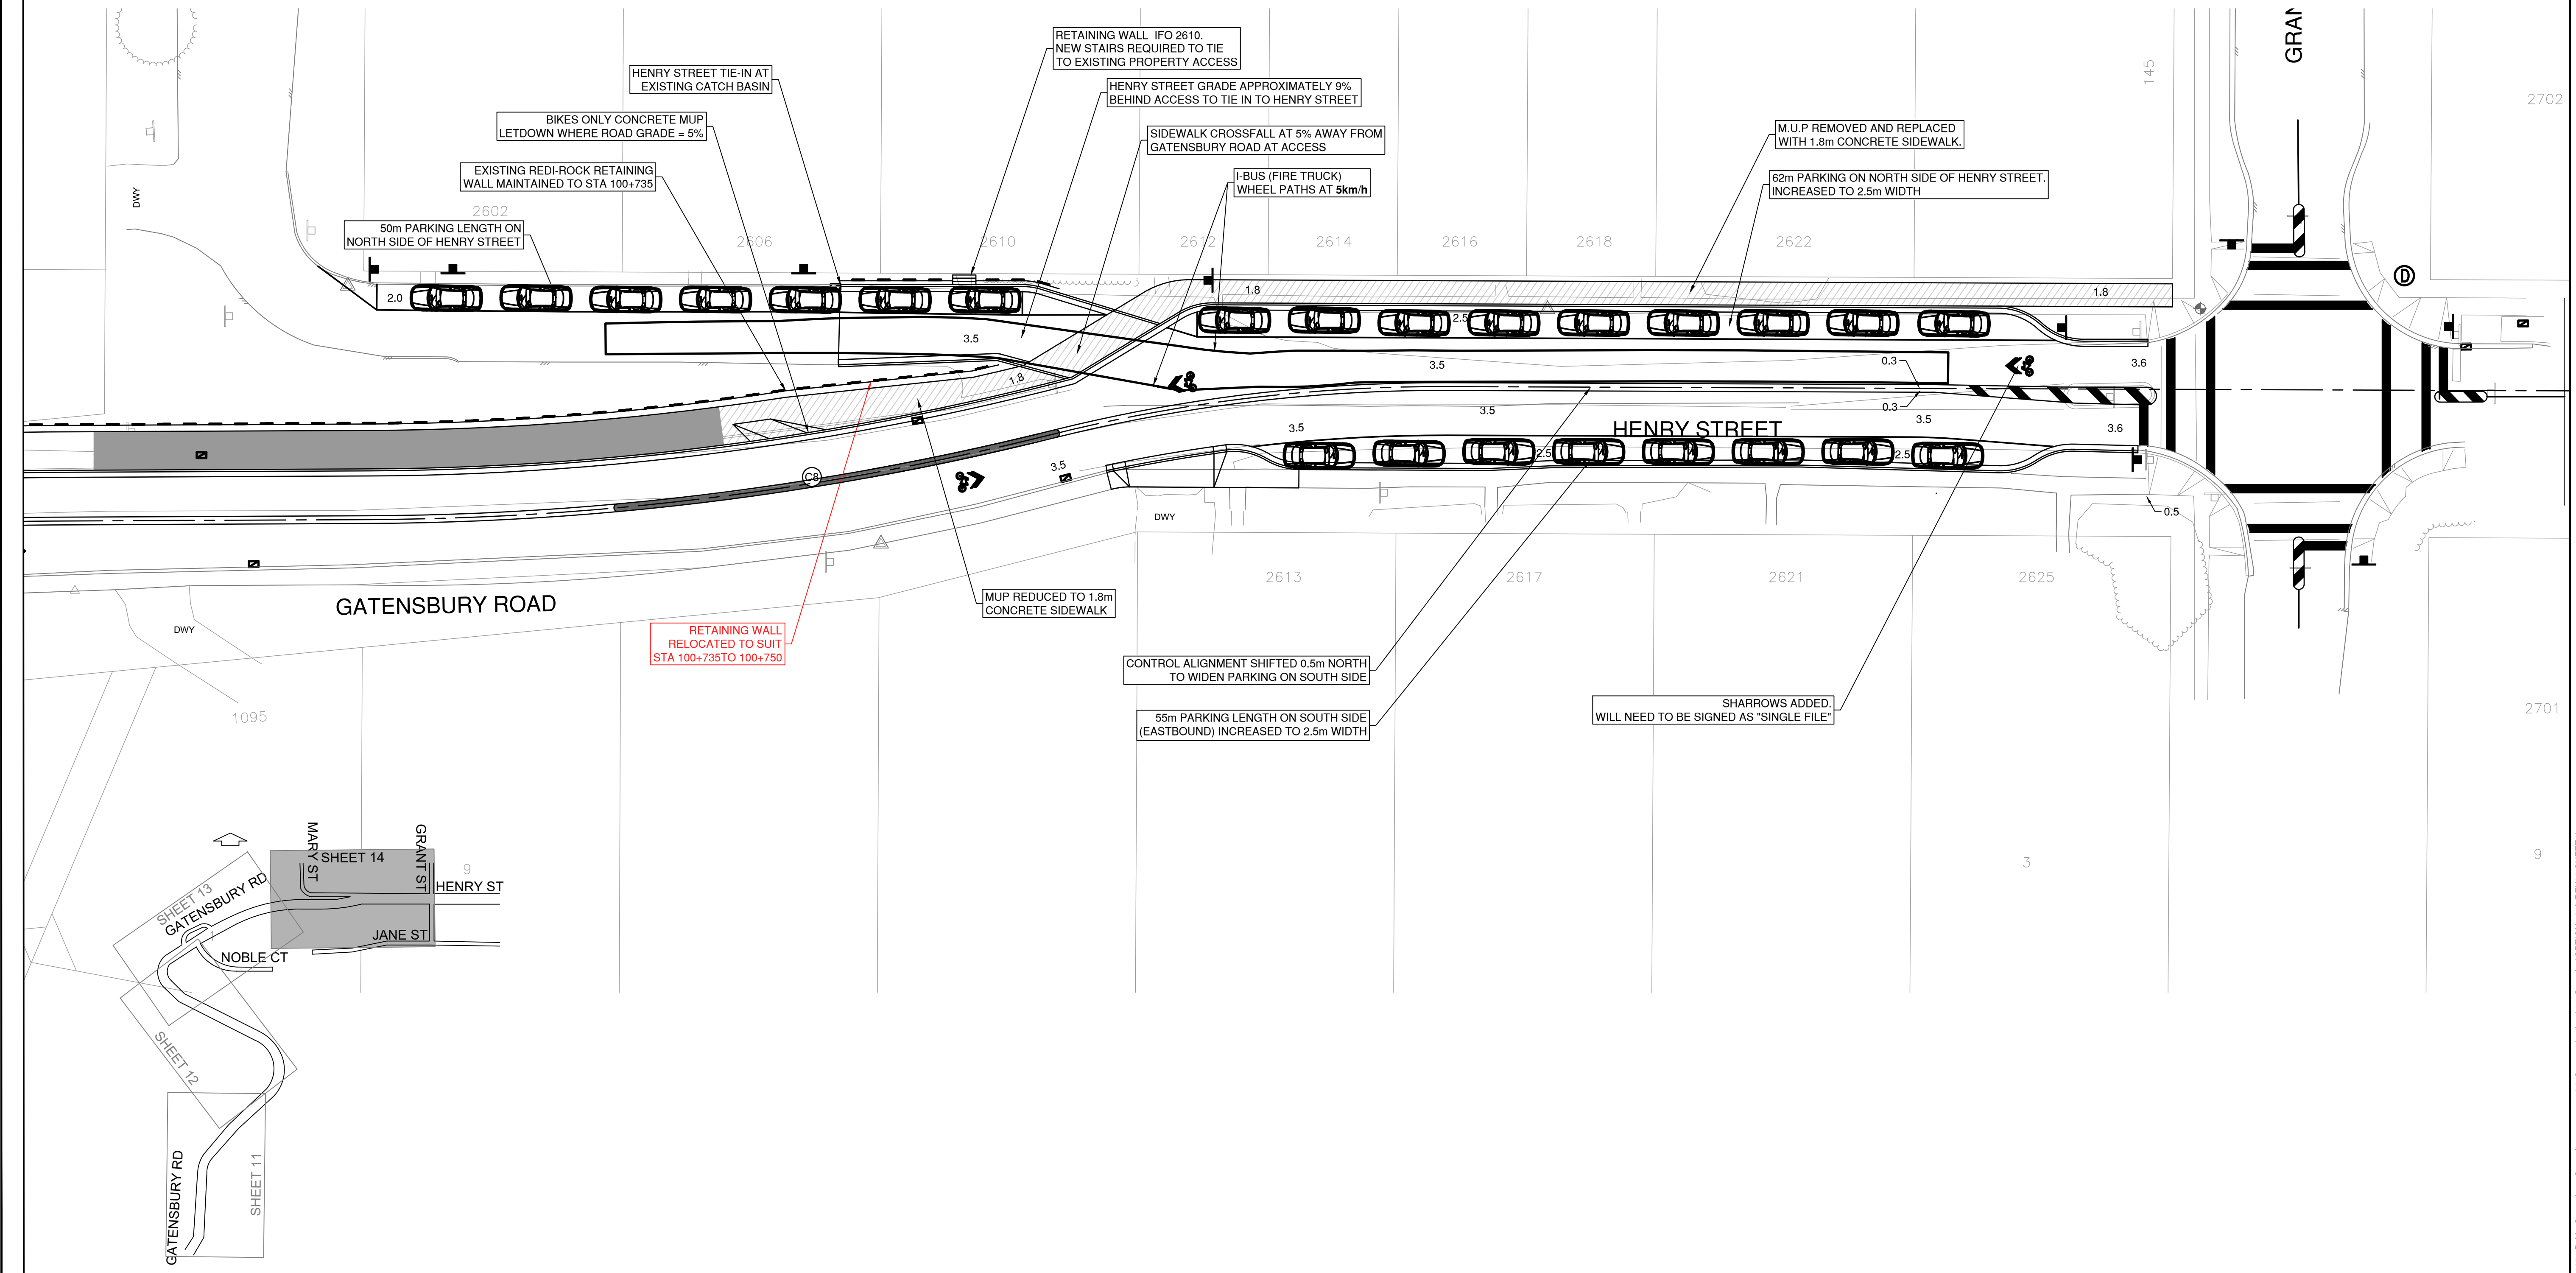 RETAINING WALL IFO 2610.
NEW STAIRS REQUIRED TO TIE
TO EXISTING PROPERTY ACCESS
HENRY STREET TIE-IN AT
EXISTING CATCH BASIN
HENRY STREET GRADE APPROXIMATELY 9%
BEHIND ACCESS TO TIE IN TO HENRY STREET
BIKES ONLY CONCRETE MUP
LETDOWN WHERE ROAD GRADE = 5%
SIDEWALK CROSSFALL AT 5% AWAY FROM
GATENSBURY ROAD AT ACCESS
M.U.P REMOVED AND REPLACED
WITH 1.8m CONCRETE SIDEWALK.
EXISTING REDI-ROCK RETAINING
WALL MAINTAINED TO STA 100+735
I-BUS (FIRE TRUCK)
WHEEL PATHS AT 5km/h
62m PARKING ON NORTH SIDE OF HENRY STREET.
INCREASED TO 2.5m WIDTH
50m PARKING LENGTH ON
NORTH SIDE OF HENRY STREET
GRAN
145
2702
DWY
2602
2606
2610
2612
2614
2616
2618
2622
D
2.0
1.8
1.8
2.5
3.5
3.5
0.3
3.6
1.8
0.3
3.5
3.5
3.5
HENRY STREET
3.6
2.5
2.5
3.5
C8
0.5
DWY
DWY
GATENSBURY ROAD
2613
2617
2621
2625
MUP REDUCED TO 1.8m
CONCRETE SIDEWALK
RETAINING WALL
RELOCATED TO SUIT
STA 100+735TO 100+750
CONTROL ALIGNMENT SHIFTED 0.5m NORTH
TO WIDEN PARKING ON SOUTH SIDE
55m PARKING LENGTH ON SOUTH SIDE
(EASTBOUND) INCREASED TO 2.5m WIDTH
SHARROWS ADDED.
WILL NEED TO BE SIGNED AS "SINGLE FILE"
1095
2701
9
3
9
MARY ST
GRANT ST
SHEET 14
HENRY ST
SHEET 13
GATENSBURY RD
JANE ST
NOBLE CT
SHEET 12
SHEET 11
GATENSBURY RD